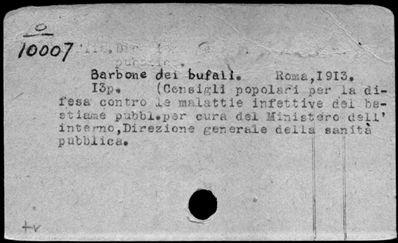 0
10007
Barbone dei bufali. Roma,1913.
13p. (Consigli popolari per la di-
fesa contro le malattie infettive del be-
stiame pubbl.per cura del Ministero dell'
interno,Direzione generale della sanità
pubblica.